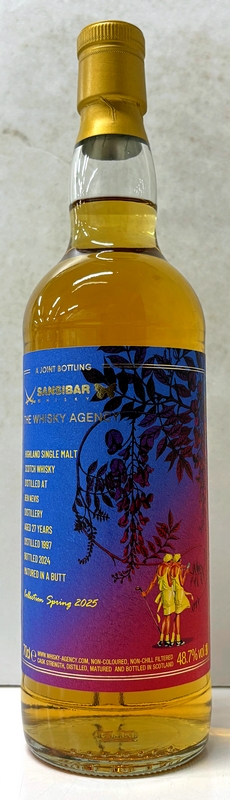 A JOINT BOTTLING
SANSIBAR
WHISKY
THE WHISKY AGENCY
HIGHLAND SINGLE MALT
SCOTCH WHISKY
DISTILLED AT
BEN NEVIS
DISTILLERY
AGED 27 YEARS
DISTILLED 1997
BOTTLED 2024
MATURED IN A BUTT
Collection Spring 2025
70cl e WWW.WHISKY-AGENCY.COM, NON-COLOURED, NON-CHILL FILTERED 48.7% vol.
CASK STRENGTH, DISTILLED, MATURED AND BOTTLED IN SCOTLAND